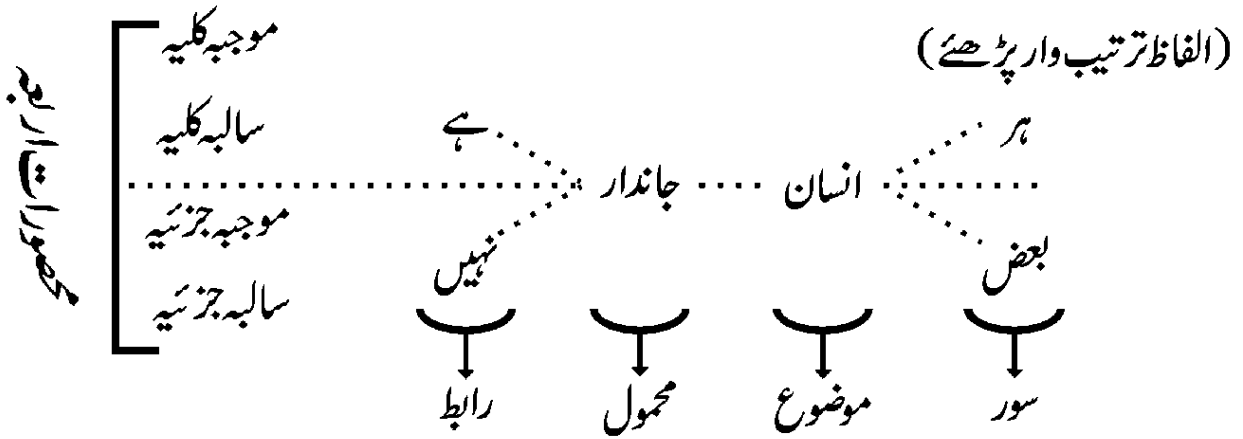 (الفاظ ترتیب وار پڑھئے)
ہر
انسان
جاندار
ہے
بعض
نہیں
سور
موضوع
محمول
رابط
موجبہ کلیہ
سالبہ کلیہ
موجبہ جزئیہ
سالبہ جزئیہ
محصورات اربعہ